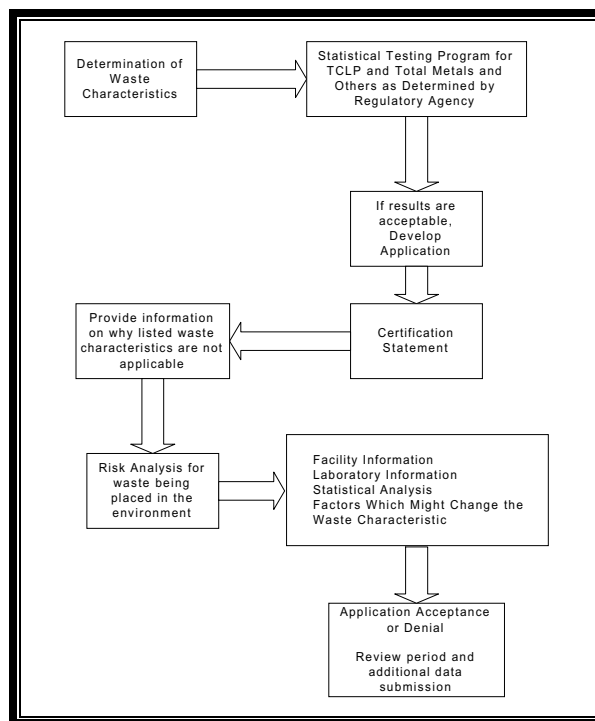 Determination of
Waste
Characteristics
Statistical Testing Program for
TCLP and Total Metals and
Others as Determined by
Regulatory Agency
If results are
acceptable,
Develop
Application
Certification
Statement
Provide information
on why listed waste
characteristics are not
applicable
Risk Analysis for
waste being
placed in the
environment
Facility Information
Laboratory Information
Statistical Analysis
Factors Which Might Change the
Waste Characteristic
Application Acceptance
or Denial
Review period and
additional data
submission